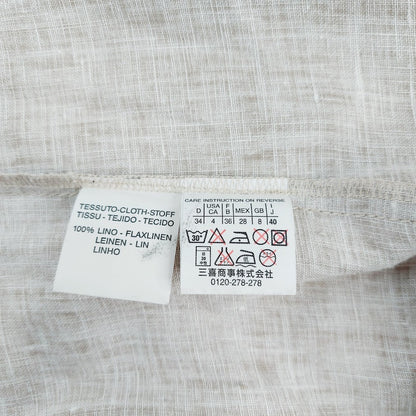 TESSUTO-CLOTH-STOFF
TISSU - TEJIDO - TECIDO
100% LINO - FLAXLINEN
LEINEN - LIN
LINHO
CARE INSTRUCTION ON REVERSE
D USA CA F B MEX GB I J
34 4 36 28 8 40
30°
三喜商事株式会社
0120-278-278